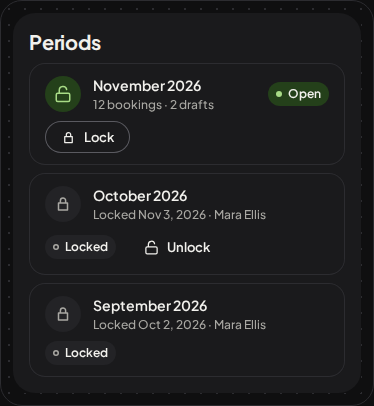 Periods
November 2026
12 bookings · 2 drafts
Open
Lock
October 2026
Locked Nov 3, 2026 · Mara Ellis
Locked
Unlock
September 2026
Locked Oct 2, 2026 · Mara Ellis
Locked